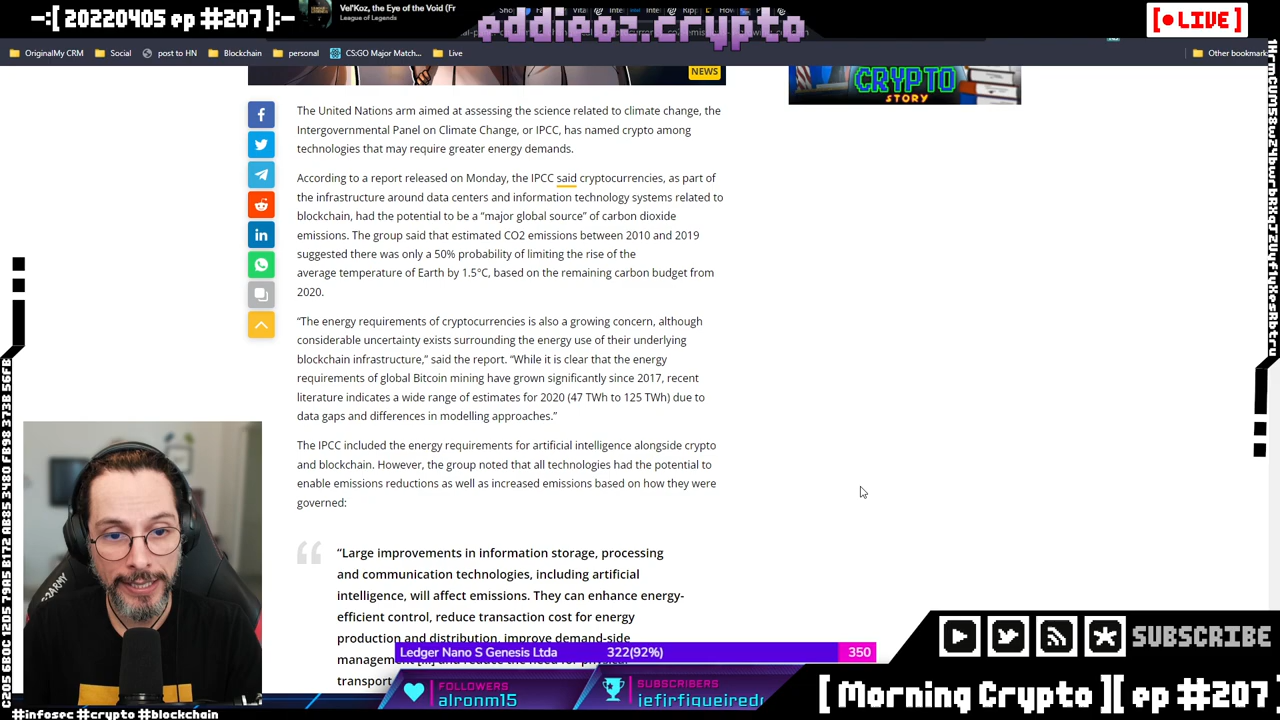 -:[ 20220405 ep #207 ]:-
Vel'Koz, the Eye of the Void (Fr
League of Legends
eddieoz.crypto
[● LIVE ]
OriginalMy CRM
Social
post to HN
Blockchain
personal
CS:GO Major Match...
Live
Other bookmark
NEWS
CRYPTO
STORY
The United Nations arm aimed at assessing the science related to climate change, the
Intergovernmental Panel on Climate Change, or IPCC, has named crypto among
technologies that may require greater energy demands.
According to a report released on Monday, the IPCC said cryptocurrencies, as part of
the infrastructure around data centers and information technology systems related to
blockchain, had the potential to be a “major global source” of carbon dioxide
emissions. The group said that estimated CO2 emissions between 2010 and 2019
suggested there was only a 50% probability of limiting the rise of the
average temperature of Earth by 1.5°C, based on the remaining carbon budget from
2020.
“The energy requirements of cryptocurrencies is also a growing concern, although
considerable uncertainty exists surrounding the energy use of their underlying
blockchain infrastructure,” said the report. “While it is clear that the energy
requirements of global Bitcoin mining have grown significantly since 2017, recent
literature indicates a wide range of estimates for 2020 (47 TWh to 125 TWh) due to
data gaps and differences in modelling approaches.”
The IPCC included the energy requirements for artificial intelligence alongside crypto
and blockchain. However, the group noted that all technologies had the potential to
enable emissions reductions as well as increased emissions based on how they were
governed:
“Large improvements in information storage, processing
and communication technologies, including artificial
intelligence, will affect emissions. They can enhance energy-
efficient control, reduce transaction cost for energy
production and distribution, improve demand-side
transport
Ledger Nano S Genesis Ltda 322(92%) 350
FOLLOWERS
alronm15
SUBSCRIBERS
jefjrfigueired
SUBSCRIBE
[ Morning Crypto ][ ep #207 ]
#infosec #crypto #blockchain